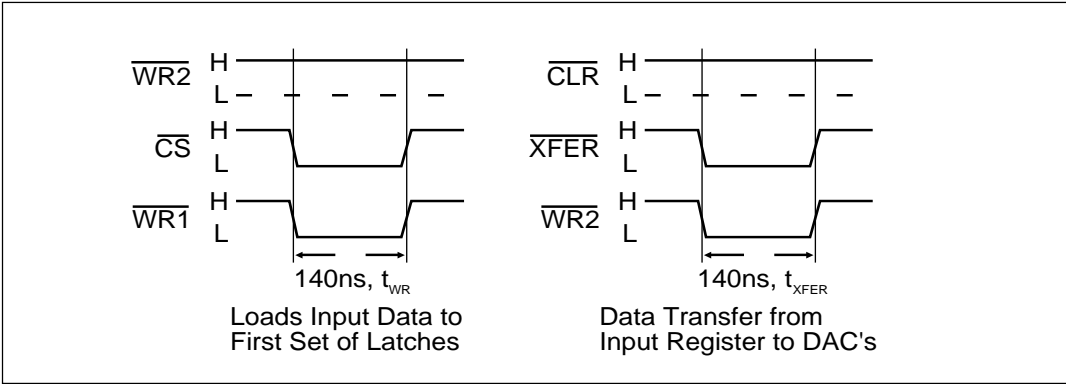 WR2 H
L
CS H
L
WR1 H
L
140ns, tWR
Loads Input Data to
First Set of Latches
CLR H
L
XFER H
L
WR2 H
L
140ns, tXFER
Data Transfer from
Input Register to DAC's